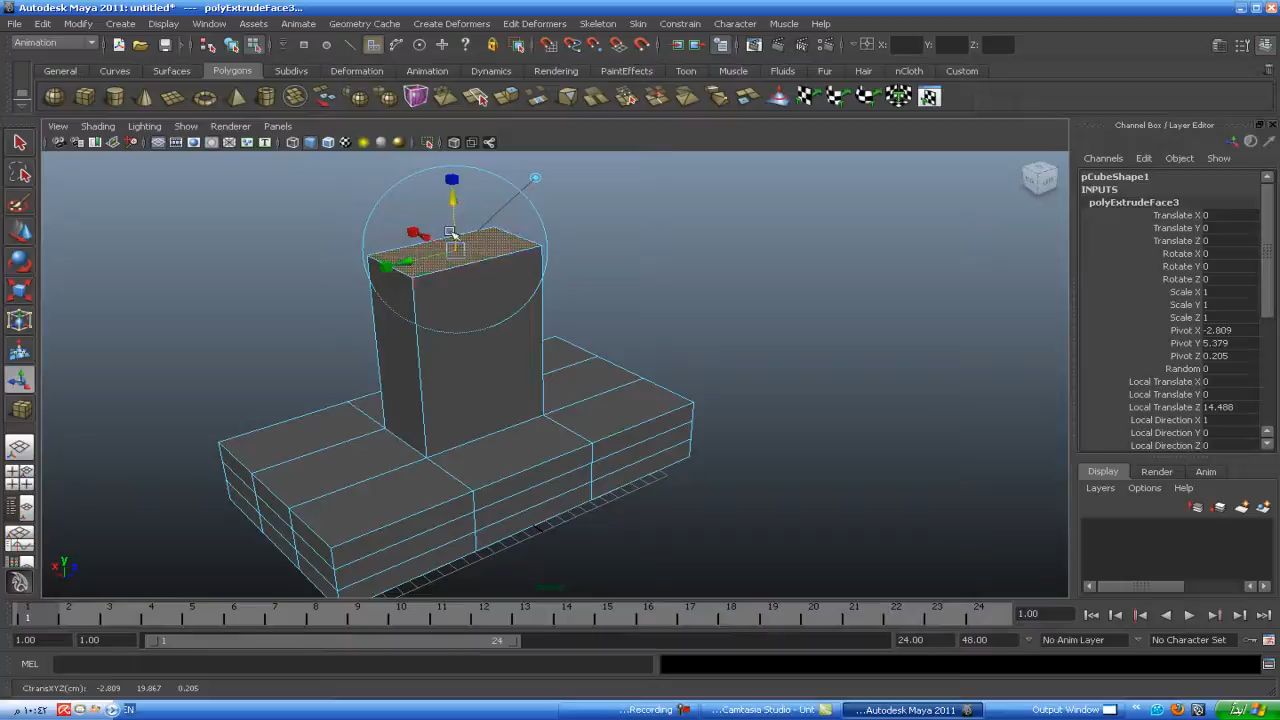 Autodesk Maya 2011: untitled* --- polyExtrudeFace3...
File Edit Modify Create Display Window Assets Animate Geometry Cache Create Deformers Edit Deformers Skeleton Skin Constrain Character Muscle Help
Animation X: Y: Z:
General Curves Surfaces Polygons Subdivs Deformation Animation Dynamics Rendering PaintEffects Toon Muscle Fluids Fur Hair nCloth Custom
View Shading Lighting Show Renderer Panels
Channel Box / Layer Editor
Channels Edit Object Show
pCubeShape1
INPUTS
polyExtrudeFace3
Translate X 0
Translate Y 0
Translate Z 0
Rotate X 0
Rotate Y 0
Rotate Z 0
Scale X 1
Scale Y 1
Scale Z 1
Pivot X -2.809
Pivot Y 5.379
Pivot Z 0.205
Random 0
Local Translate X 0
Local Translate Y 0
Local Translate Z 14.488
Local Direction X 1
Local Direction Y 0
Local Direction Z 0
Display Render Anim
Layers Options Help
y
x z
1 2 3 4 5 6 7 8 9 10 11 12 13 14 15 16 17 18 19 20 21 22 23 24
1
1.00
1.00 1.00 1 24 24.00 48.00 No Anim Layer No Character Set
MEL
CtransXYZ(cm): -2.809 19.867 0.205
١٠:٤٢ م EN ...Recording ...Camtasia Studio - Unt ...Autodesk Maya 2011 Output Window ابدأ